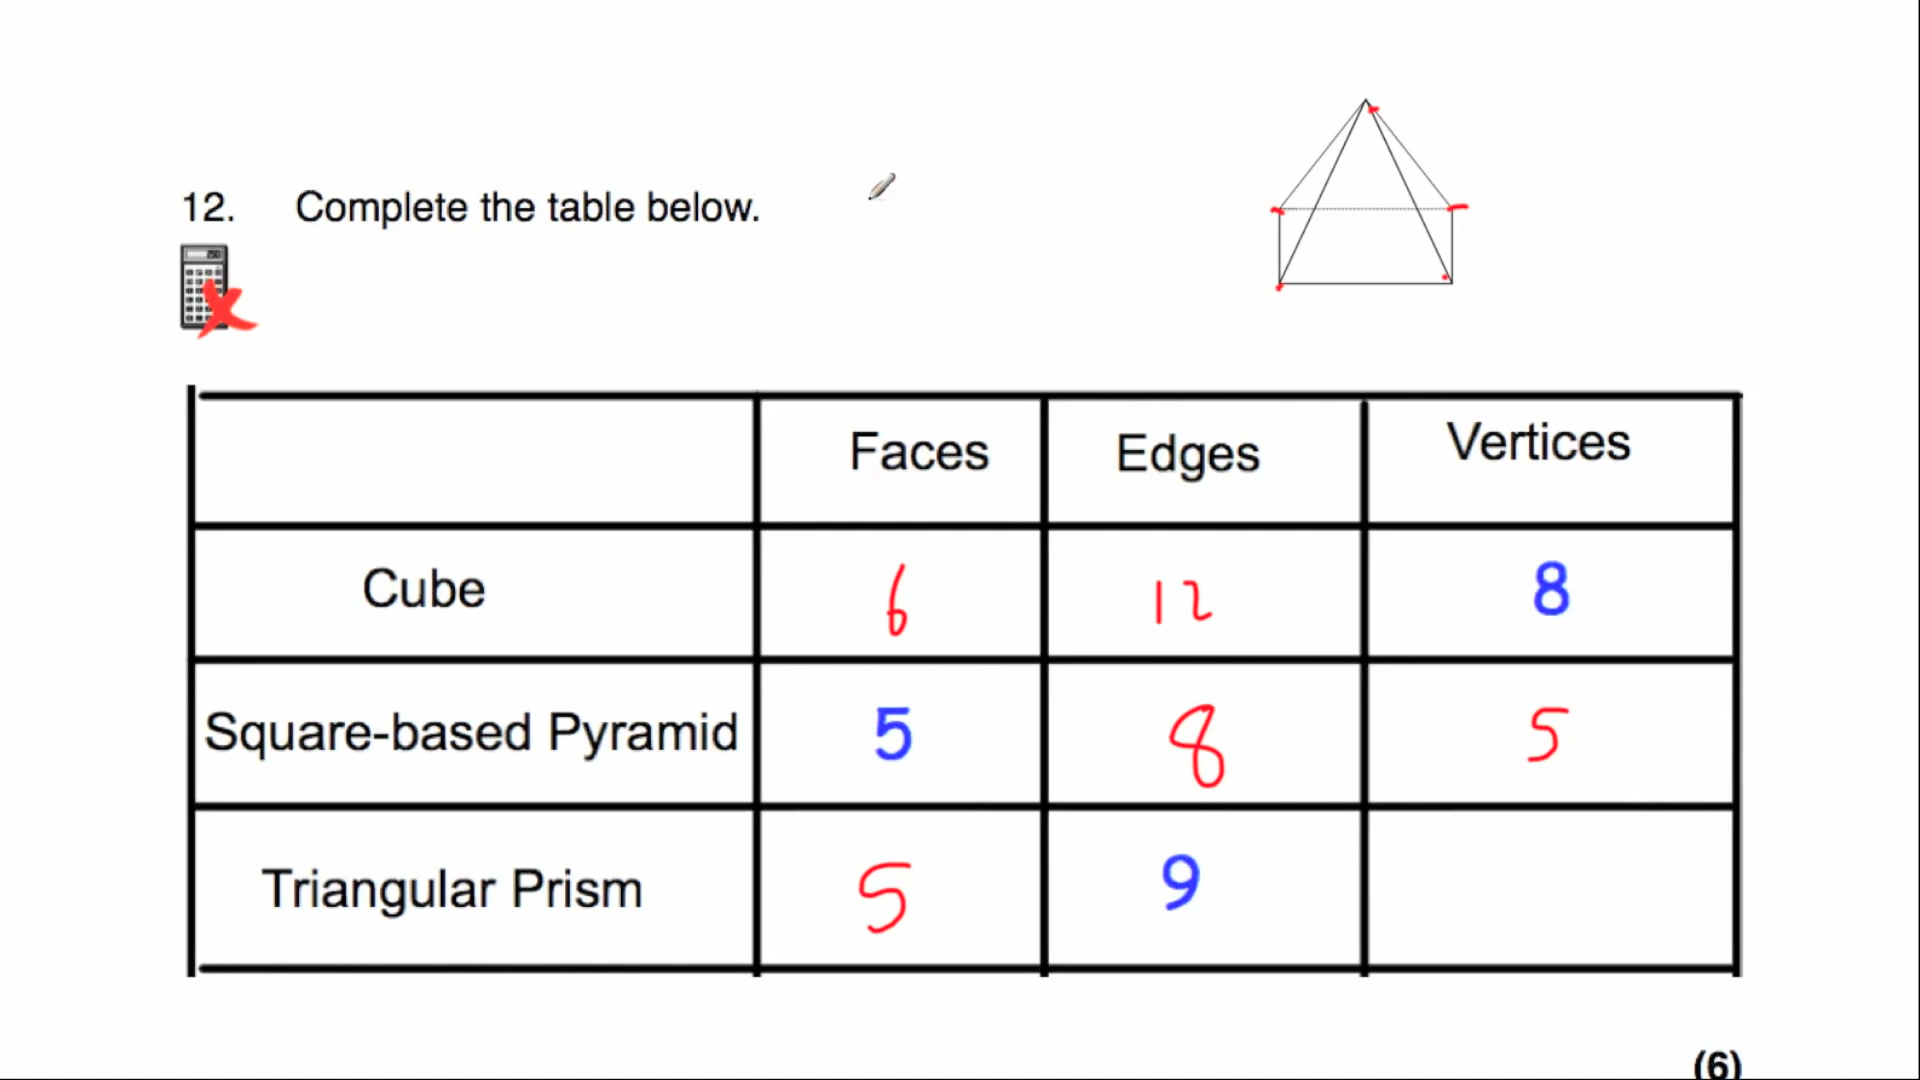 12. Complete the table below.
Faces Edges Vertices
Cube 6 12 8
Square-based Pyramid 5 8 5
Triangular Prism 5 9
(6)